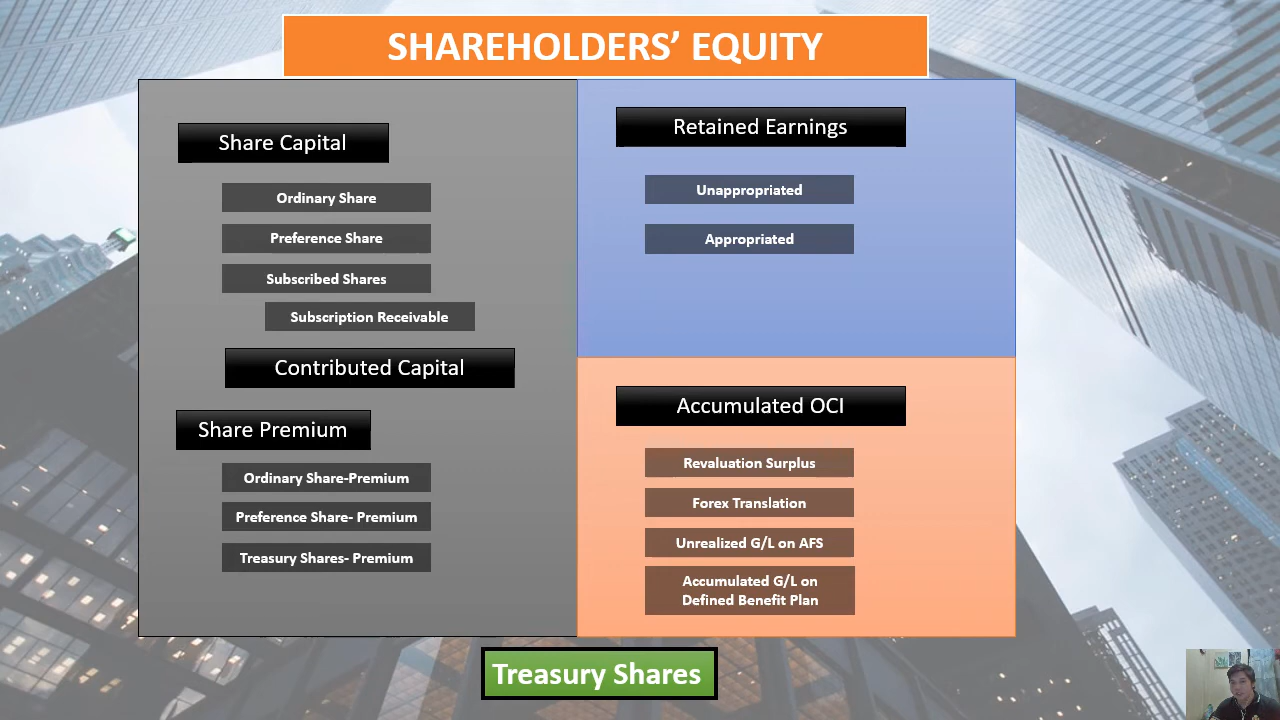 SHAREHOLDERS’ EQUITY
Share Capital
Ordinary Share
Preference Share
Subscribed Shares
Subscription Receivable
Contributed Capital
Share Premium
Ordinary Share-Premium
Preference Share- Premium
Treasury Shares- Premium
Retained Earnings
Unappropriated
Appropriated
Accumulated OCI
Revaluation Surplus
Forex Translation
Unrealized G/L on AFS
Accumulated G/L on
Defined Benefit Plan
Treasury Shares